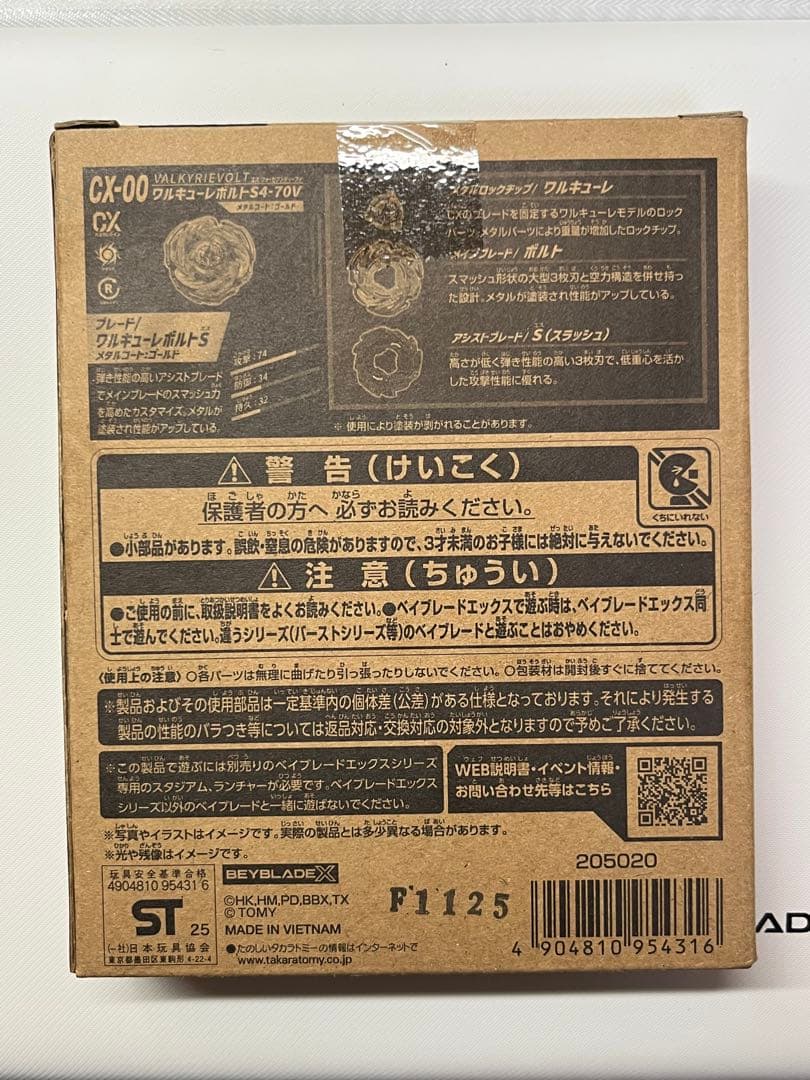 CX-00
VALKYRIEVOLT
ワルキューレボルトS4-70V
メタルコート:ゴールド
CX
R
ブレード/
ワルキューレボルトS
メタルコート:ゴールド
弾き性能の高いアシストブレード
でメインブレードのスマッシュ力
を高めたカスタマイズ。メタルが
塗装され性能がアップしている。
攻撃:74
防御:34
持久:32
メタルロックチップ/ ワルキューレ
CXのブレードを固定するワルキューレモデルのロック
パーツ。メタルパーツにより重量が増加したロックチップ。
メインブレード/ ボルト
スマッシュ形状の大型3枚刃と空力構造を併せ持っ
た設計。メタルが塗装され性能がアップしている。
アシストブレード/ S(スラッシュ)
高さが低く弾き性能の高い3枚刃で、低重心を活か
した攻撃性能に優れる。
※使用により塗装が剥がれることがあります。
警告(けいこく)
保護者の方へ 必ずお読みください。
くちにいれない
●小部品があります。誤飲・窒息の危険がありますので、3才未満のお子様には絶対に与えないでください。
注意(ちゅうい)
●ご使用の前に、取扱説明書をよくお読みください。●ベイブレードエックスで遊ぶ時は、ベイブレードエックス同
士で遊んでください。違うシリーズ(バーストシリーズ等)のベイブレードと遊ぶことはおやめください。
〈使用上の注意〉○各パーツは無理に曲げたり引っ張ったりしないでください。○包装材は開封後すぐに捨ててください。
※製品およびその使用部品は一定基準内の個体差(公差)がある仕様となっております。それにより発生する
製品の性能のバラつき等については返品対応・交換対応の対象外となりますので予めご了承ください。
※この製品で遊ぶには別売りのベイブレードエックスシリーズ
専用のスタジアム、ランチャーが必要です。ベイブレードエックス
シリーズ以外のベイブレードと一緒に遊ばないでください。
WEB説明書・イベント情報・
お問い合わせ先等はこちら
※写真やイラストはイメージです。実際の製品とは多少異なる場合があります。
※光や残像はイメージです。
205020
玩具安全基準合格
4904810 95431 6
ST 25
(一社)日本玩具協会
東京都墨田区東駒形 4-22-4
BEYBLADE X
©HK,HM,PD,BBX,TX
©TOMY
MADE IN VIETNAM
●たのしいタカラトミーの情報はインターネットで
www.takaratomy.co.jp
F1125
4 904810 954316
AD